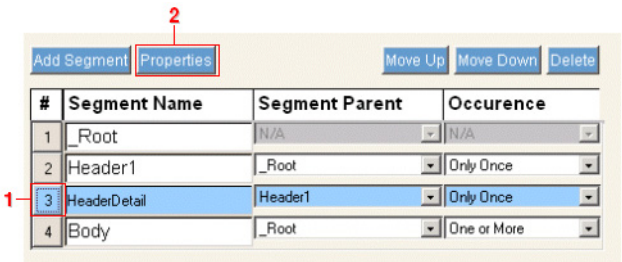 2
Add Segment Properties Move Up Move Down Delete
# Segment Name Segment Parent Occurence
1 _Root N/A N/A
2 Header1 _Root Only Once
1 3 HeaderDetail Header1 Only Once
4 Body _Root One or More